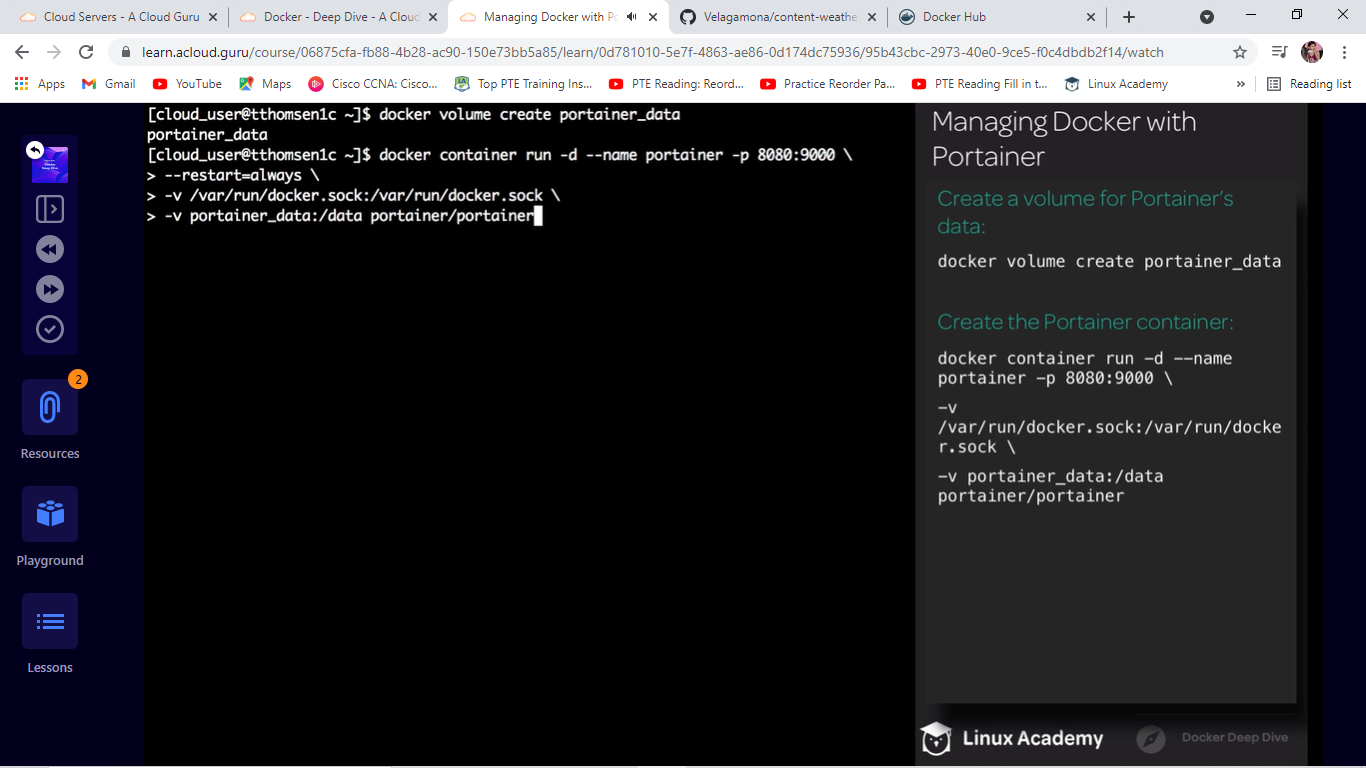 Cloud Servers - A Cloud Guru
Docker - Deep Dive - A Cloud
Managing Docker with Po
Velagamona/content-weathe
Docker Hub
learn.acloud.guru/course/06875cfa-fb88-4b28-ac90-150e73bb5a85/learn/0d781010-5e7f-4863-ae86-0d174dc75936/95b43cbc-2973-40e0-9ce5-f0c4dbdb2f14/watch
Apps
Gmail
YouTube
Maps
Cisco CCNA: Cisco...
Top PTE Training Ins...
PTE Reading: Reord...
Practice Reorder Pa...
PTE Reading Fill in t...
Linux Academy
»
Reading list
2
Resources
Playground
Lessons
[cloud_user@tthomsen1c ~]$ docker volume create portainer_data
portainer_data
[cloud_user@tthomsen1c ~]$ docker container run -d --name portainer -p 8080:9000 \
> --restart=always \
> -v /var/run/docker.sock:/var/run/docker.sock \
> -v portainer_data:/data portainer/portainer
Managing Docker with
Portainer
Create a volume for Portainer's
data:
docker volume create portainer_data
Create the Portainer container:
docker container run -d --name
portainer -p 8080:9000 \
-v
/var/run/docker.sock:/var/run/docke
r.sock \
-v portainer_data:/data
portainer/portainer
Linux Academy
Docker Deep Dive